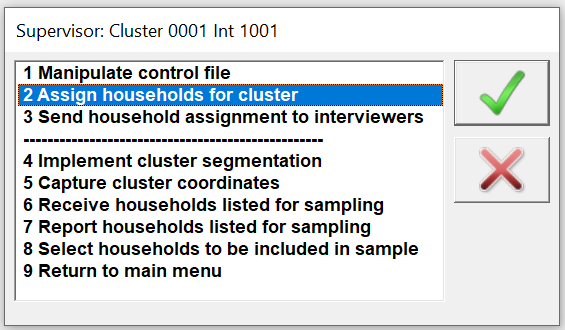 Supervisor: Cluster 0001 Int 1001
1 Manipulate control file
2 Assign households for cluster
3 Send household assignment to interviewers
--------------------------------------------------
4 Implement cluster segmentation
5 Capture cluster coordinates
6 Receive households listed for sampling
7 Report households listed for sampling
8 Select households to be included in sample
9 Return to main menu